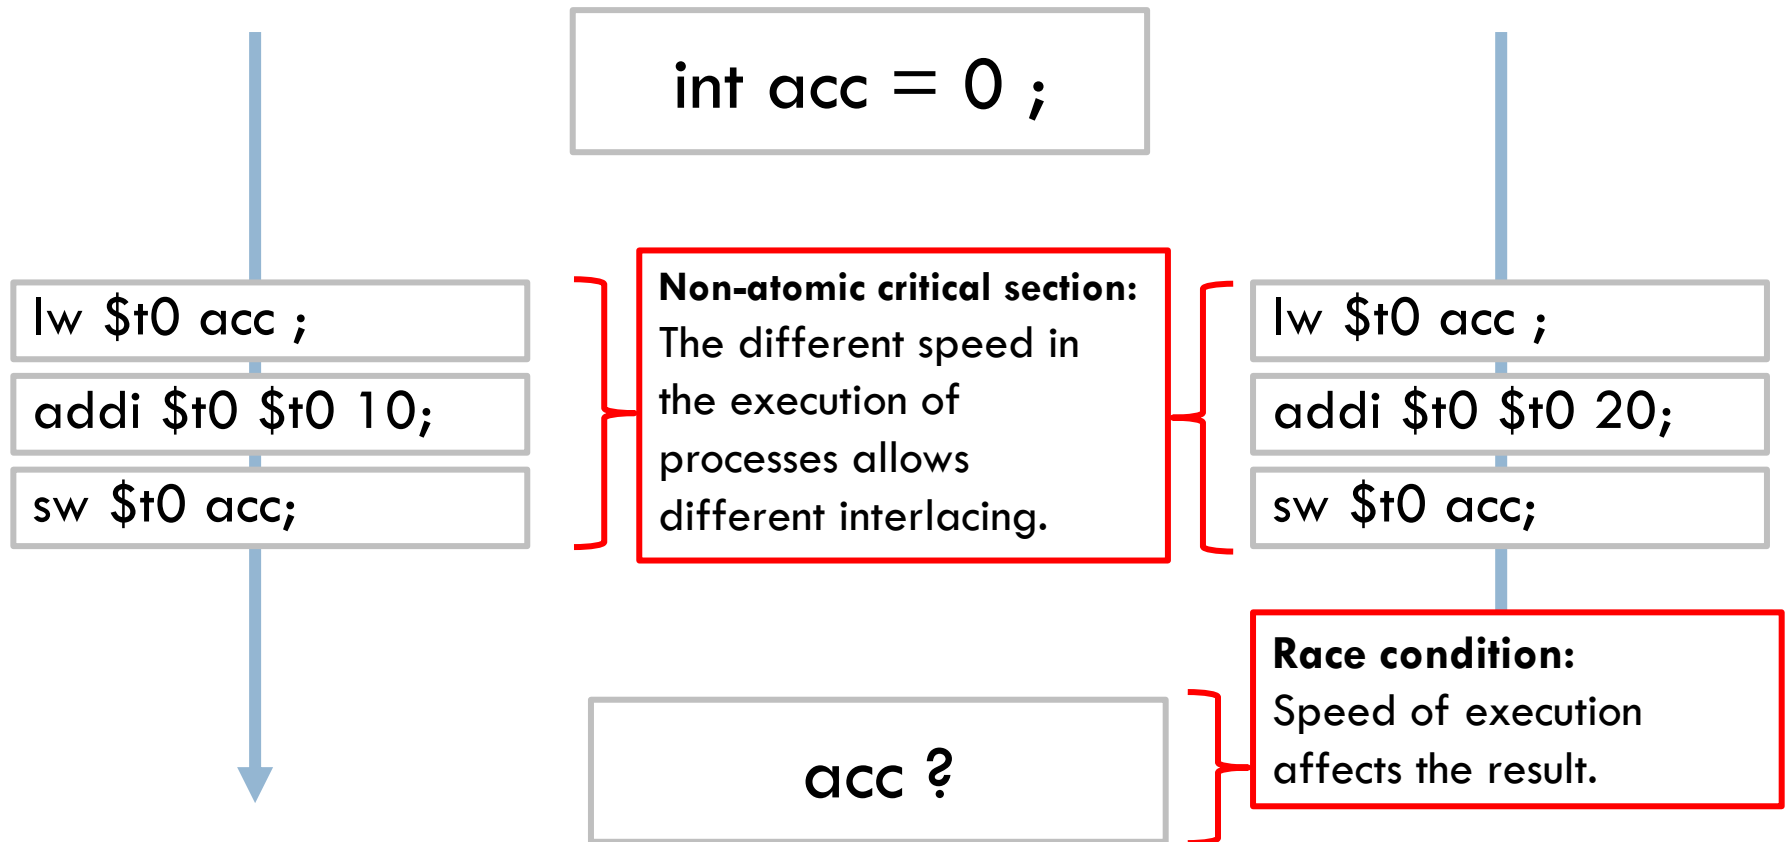 int acc = 0 ;
lw $t0 acc ;
addi $t0 $t0 10;
sw $t0 acc;
Non-atomic critical section:
The different speed in
the execution of
processes allows
different interlacing.
lw $t0 acc ;
addi $t0 $t0 20;
sw $t0 acc;
Race condition:
Speed of execution
affects the result.
acc ?